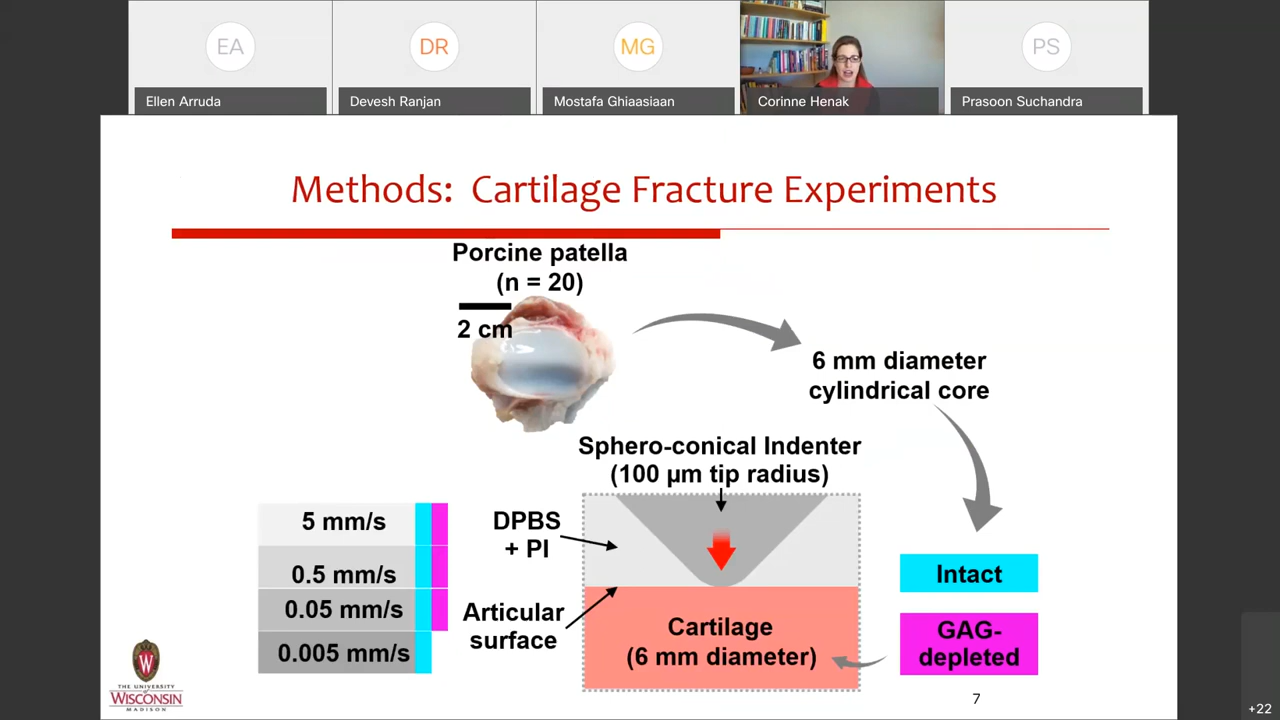 EA
DR
MG
PS
Ellen Arruda
Devesh Ranjan
Mostafa Ghiaasiaan
Corinne Henak
Prasoon Suchandra
Methods: Cartilage Fracture Experiments
Porcine patella
(n = 20)
2 cm
6 mm diameter
cylindrical core
Sphero-conical Indenter
(100 µm tip radius)
5 mm/s
0.5 mm/s
0.05 mm/s
0.005 mm/s
DPBS
+ PI
Articular
surface
Cartilage
(6 mm diameter)
Intact
GAG-
depleted
W
THE UNIVERSITY
of
WISCONSIN
MADISON
7
+22